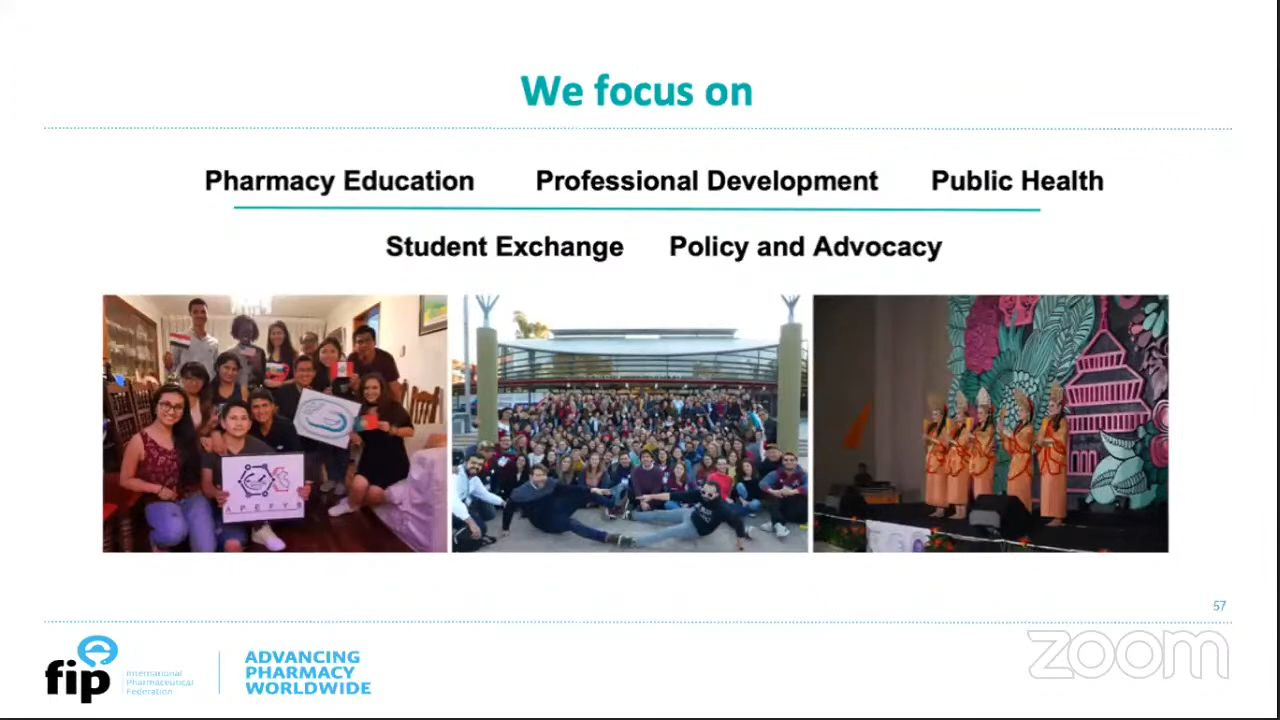 We focus on
Pharmacy Education Professional Development Public Health
Student Exchange Policy and Advocacy
57
fip
International
Pharmaceutical
Federation
ADVANCING
PHARMACY
WORLDWIDE
zoom